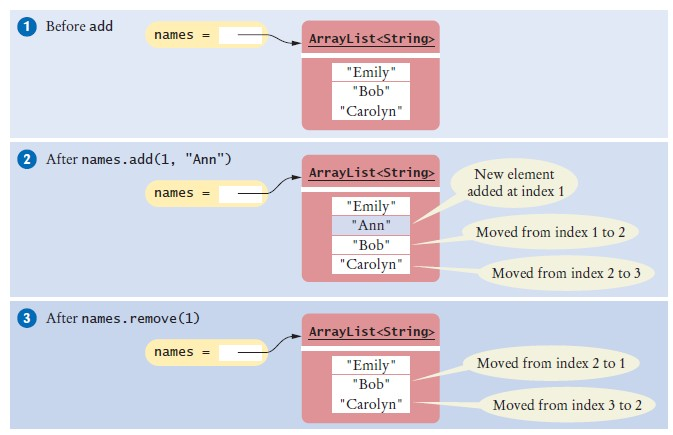 1 Before add
names =
ArrayList<String>
"Emily"
"Bob"
"Carolyn"
2 After names.add(1, "Ann")
names =
ArrayList<String>
"Emily"
"Ann"
"Bob"
"Carolyn"
New element
added at index 1
Moved from index 1 to 2
Moved from index 2 to 3
3 After names.remove(1)
names =
ArrayList<String>
"Emily"
"Bob"
"Carolyn"
Moved from index 2 to 1
Moved from index 3 to 2